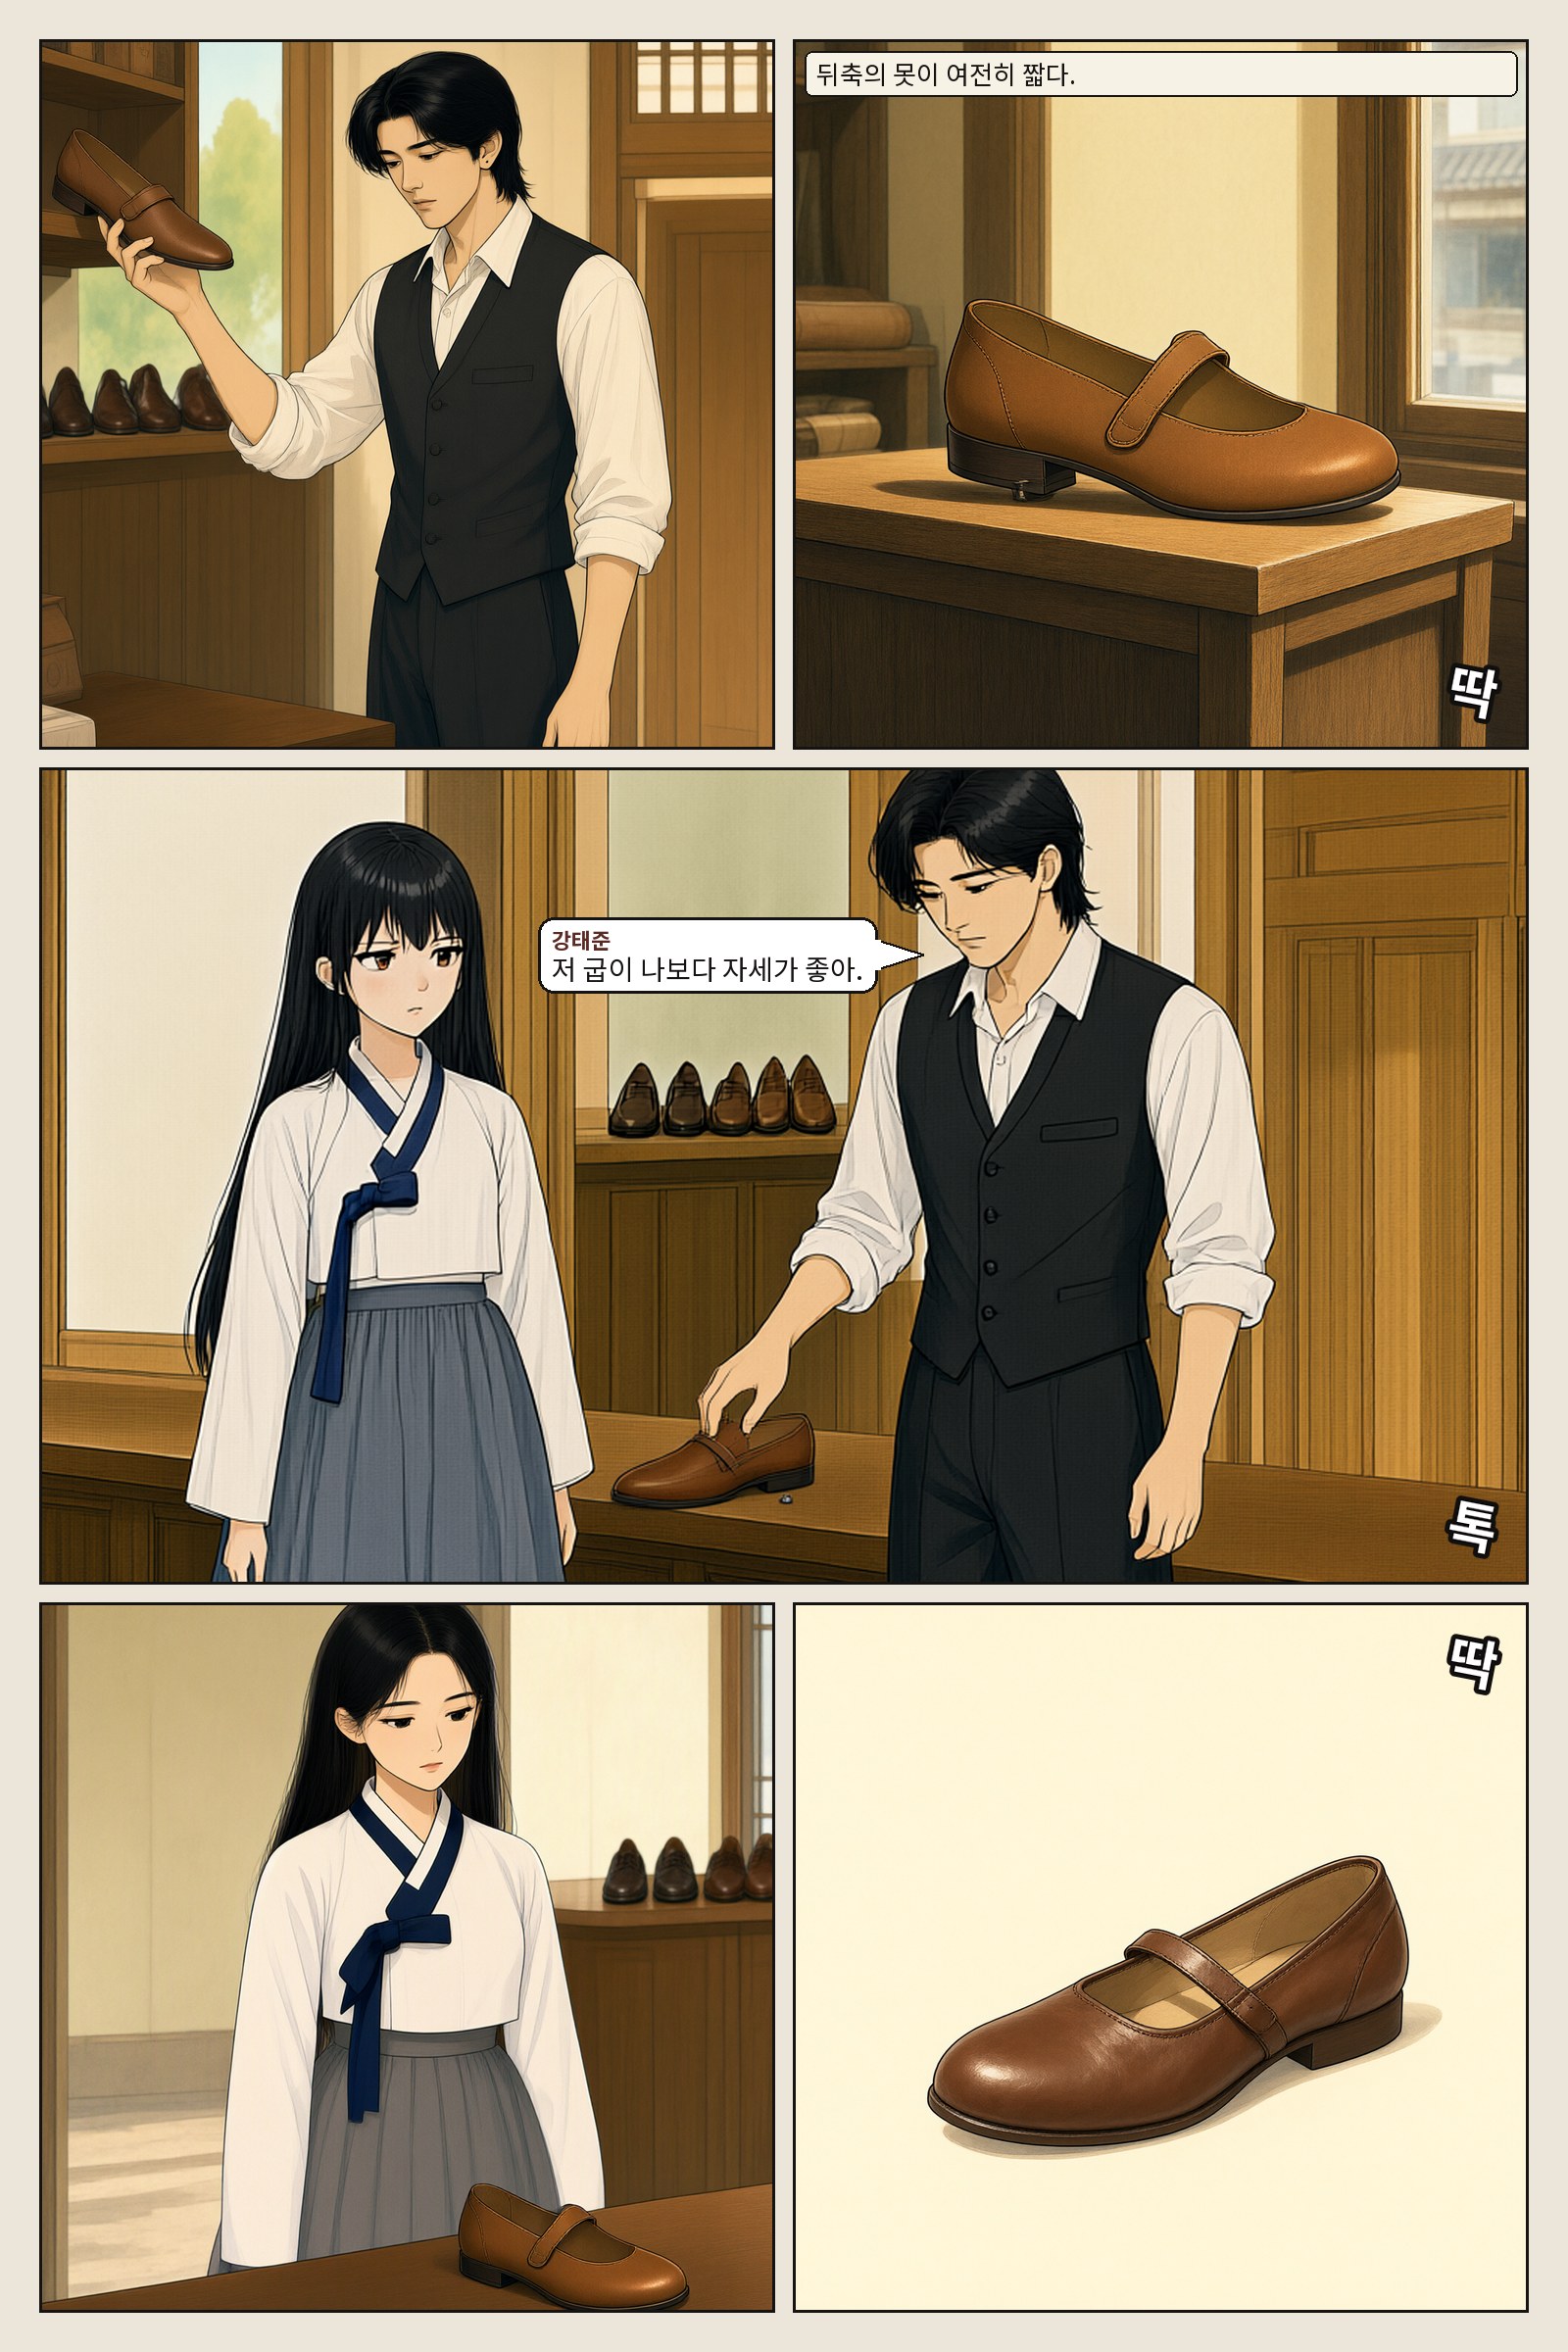 뒤축의 못이 여전히 짧다.
딱
강태준
저 굽이 나보다 자세가 좋아.
톡
딱